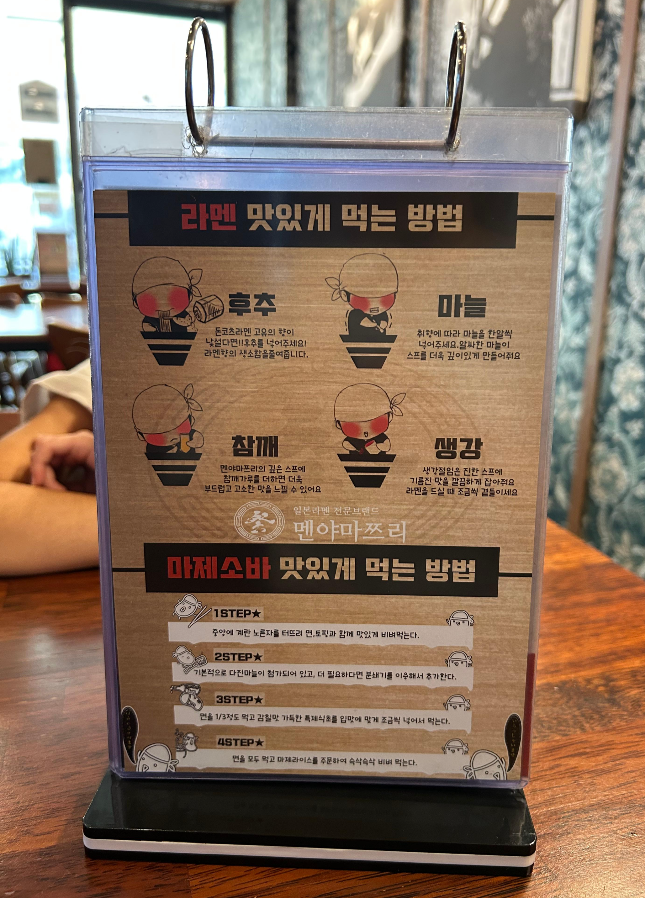 라멘 맛있게 먹는 방법
후추
돈코츠라멘 고유의 향이
낯설다면!!후추를 넣어주세요!
라멘향의 생소함을줄여줍니다.
마늘
취향에 따라 마늘을 한알씩
넣어주세요.알싸한 마늘이
스프를 더욱 깊이있게 만들어줘요
참깨
멘야마쯔리의 깊은 스프에
참깨가루를 더하면 더욱
부드럽고 고소한 맛을 느낄 수 있어요
생강
생강절임은 진한 스프에
기름진 맛을 깔끔하게 잡아줘요
라멘을 드실 때 조금씩 곁들이세요
일본라멘 전문브랜드
멘야마쯔리
마제소바 맛있게 먹는 방법
1STEP★
중앙에 계란 노른자를 터뜨려 면,토핑과 함께 맛있게 비벼먹는다.
2STEP★
기본적으로 다진마늘이 첨가되어 있고, 더 필요하다면 분쇄기를 이용해서 추가한다.
3STEP★
면을 1/3정도 먹고 감칠맛 가득한 특제식초를 입맛에 맞게 조금씩 넣어서 먹는다.
4STEP★
면을 모두 먹고 마제라이스를 주문하여 슥삭슥삭 비벼 먹는다.